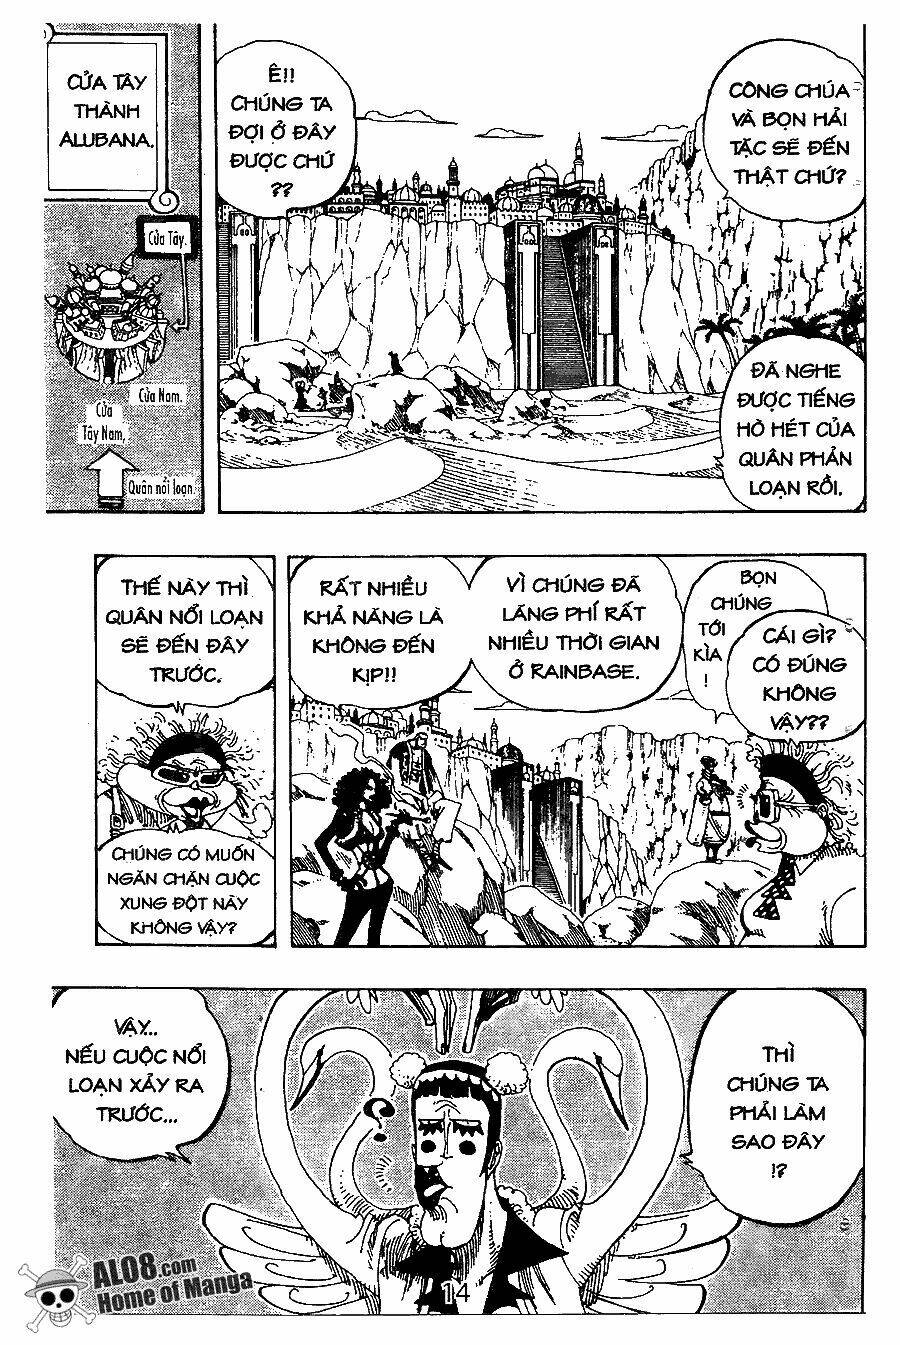 CỬA TÂY
THÀNH
ALUBANA.
Cửa Tây.
Cửa Nam.
Cửa
Tây Nam,
Quân nổi loạn.
Ê!!
CHÚNG TA
ĐỢI Ở ĐÂY
ĐƯỢC CHỨ
??
CÔNG CHÚA
VÀ BỌN HẢI
TẶC SẼ ĐẾN
THẬT CHỨ?
ĐÃ NGHE
ĐƯỢC TIẾNG
HÒ HÉT CỦA
QUÂN PHẢN
LOẠN RỒI.
THẾ NÀY THÌ
QUÂN NỔI LOẠN
SẼ ĐẾN ĐÂY
TRƯỚC.
CHÚNG CÓ MUỐN
NGĂN CHẶN CUỘC
XUNG ĐỘT NÀY
KHÔNG VẬY?
RẤT NHIỀU
KHẢ NĂNG LÀ
KHÔNG ĐẾN
KỊP!!
VÌ CHÚNG ĐÃ
LÃNG PHÍ RẤT
NHIỀU THỜI GIAN
Ở RAINBASE.
BỌN
CHÚNG
TỚI
KÌA
!
CÁI GÌ?
CÓ ĐÚNG
KHÔNG
VẬY??
VẬY..
NẾU CUỘC NỔI
LOẠN XẢY RA
TRƯỚC...
THÌ
CHÚNG TA
PHẢI LÀM
SAO ĐÂY
!?
14
AL08.com
Home of Manga